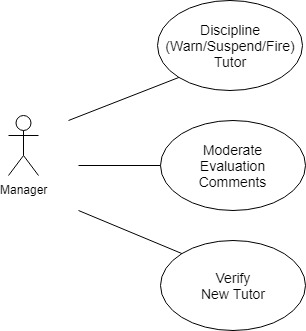 Discipline
(Warn/Suspend/Fire)
Tutor
Moderate
Evaluation
Comments
Manager
Verify
New Tutor